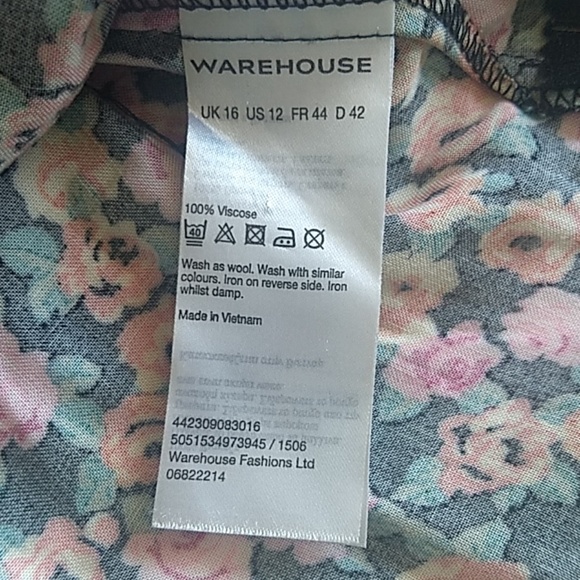 WAREHOUSE
UK 16 US 12 FR 44 D 42
100% Viscose
40
Wash as wool. Wash with similar
colours. Iron on reverse side. Iron
whilst damp.
Made in Vietnam
442309083016
5051534973945 / 1506
Warehouse Fashions Ltd
06822214